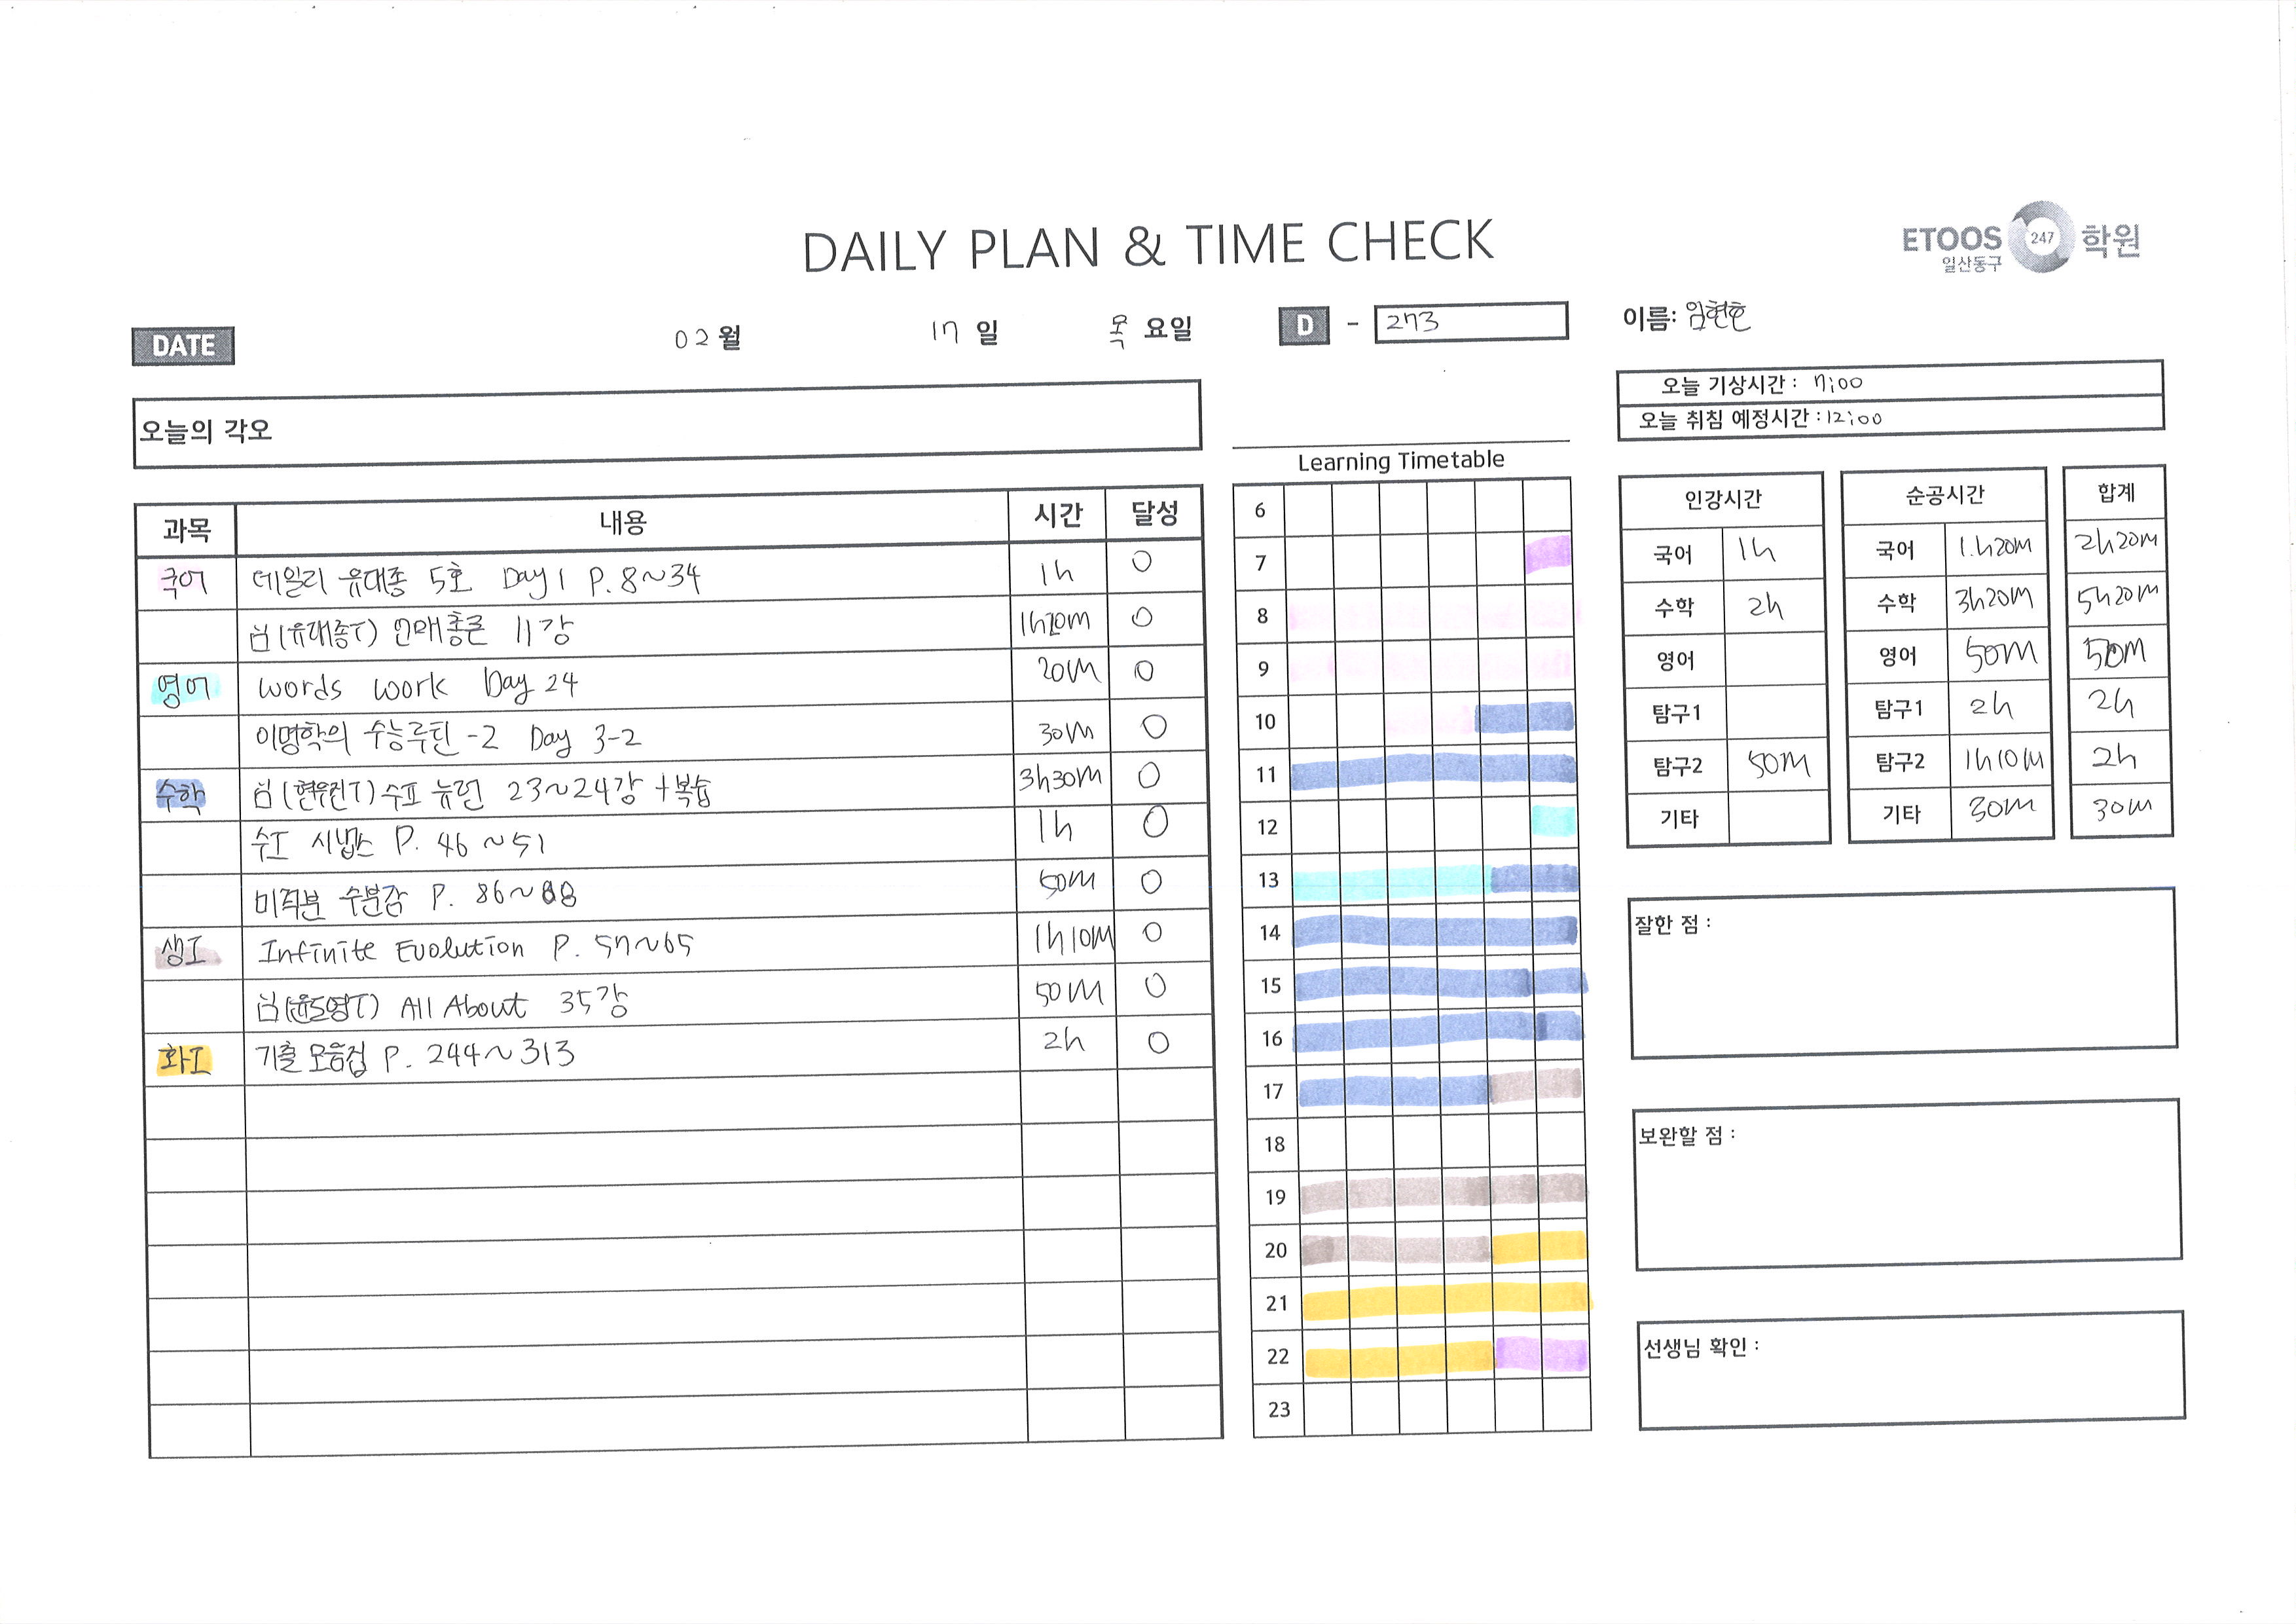 DAILY PLAN & TIME CHECK
ETOOS 247 학원
일산동구
DATE 02월 17일 목요일 D - 273 이름: 임현호
오늘 기상시간 : 7:00
오늘 취침 예정시간 : 12:00
오늘의 각오
과목 내용 시간 달성
국어 데일리 유대종 5호 Day1 P. 8~34 1h O
(유대종T) 언매총론 11강 1h20m O
영어 words work Day 24 20m O
이명학의 수능루틴 -2 Day 3-2 30m O
수학 (현우진T) 수II 뉴런 23~24강 +복습 3h30m O
수I 시냅스 P. 46~51 1h O
미적분 수분감 P. 86~88 50m O
생I Infinite Evolution P. 57~65 1h10m O
(윤도영T) All About 35강 50m O
화I 기출 모음집 P. 244~313 2h O
Learning Timetable
6
7
8
9
10
11
12
13
14
15
16
17
18
19
20
21
22
23
인강시간 순공시간 합계
국어 1h 국어 1h20m 2h20m
수학 2h 수학 3h20m 5h20m
영어 영어 50m 50m
탐구1 탐구1 2h 2h
탐구2 50m 탐구2 1h10m 2h
기타 기타 30m 30m
잘한 점 :
보완할 점 :
선생님 확인 :